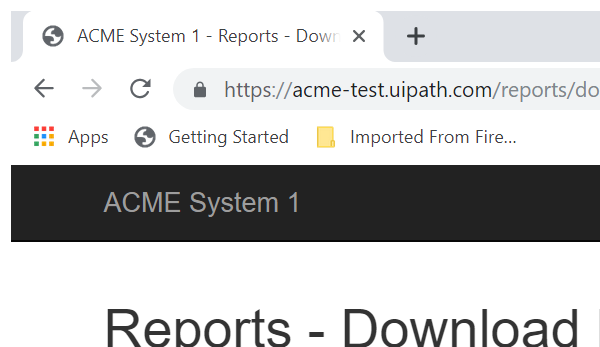 ACME System 1 - Reports - Down
https://acme-test.uipath.com/reports/do
Apps Getting Started Imported From Fire...
ACME System 1
Reports - Download